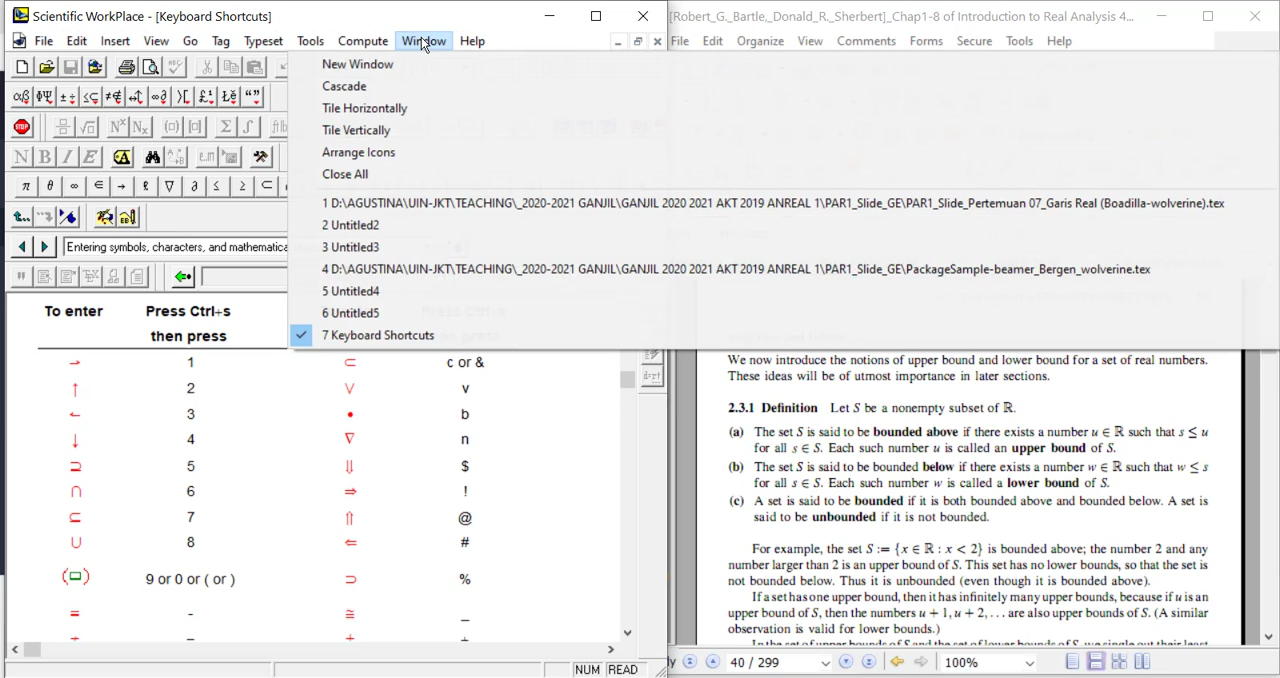 Scientific WorkPlace - [Keyboard Shortcuts]
File Edit Insert View Go Tag Typeset Tools Compute Window Help
New Window
Cascade
Tile Horizontally
Tile Vertically
Arrange Icons
Close All
1 D:\AGUSTINA\UIN-JKT\TEACHING\_2020-2021 GANJIL\GANJIL 2020 2021 AKT 2019 ANREAL 1\PAR1_Slide_GE\PAR1_Slide_Pertemuan 07_Garis Real (Boadilla-wolverine).tex
2 Untitled2
3 Untitled3
4 D:\AGUSTINA\UIN-JKT\TEACHING\_2020-2021 GANJIL\GANJIL 2020 2021 AKT 2019 ANREAL 1\PAR1_Slide_GE\PackageSample-beamer_Bergen_wolverine.tex
5 Untitled4
6 Untitled5
7 Keyboard Shortcuts
STOP
N B I E
π θ ∞ ∈ → ℓ ∇ ∂ ≤ ≥ ⊂
Entering symbols, characters, and mathematica
To enter Press Ctrl+s
then press
⇀ 1 ⊂ c or &
↑ 2 ∨ v
↼ 3 • b
↓ 4 ∇ n
⊇ 5 ⇓ $
∩ 6 ⇒ !
⊆ 7 ⇑ @
∪ 8 ⇐ #
(□) 9 or 0 or ( or ) ⊃ %
= - ≅ _
NUM READ
[Robert_G._Bartle,_Donald_R._Sherbert]_Chap1-8 of Introduction to Real Analysis 4...
File Edit Organize View Comments Forms Secure Tools Help
We now introduce the notions of upper bound and lower bound for a set of real numbers.
These ideas will be of utmost importance in later sections.
2.3.1 Definition Let S be a nonempty subset of ℝ.
(a) The set S is said to be bounded above if there exists a number u ∈ ℝ such that s ≤ u
for all s ∈ S. Each such number u is called an upper bound of S.
(b) The set S is said to be bounded below if there exists a number w ∈ ℝ such that w ≤ s
for all s ∈ S. Each such number w is called a lower bound of S.
(c) A set is said to be bounded if it is both bounded above and bounded below. A set is
said to be unbounded if it is not bounded.
For example, the set S := {x ∈ ℝ : x < 2} is bounded above; the number 2 and any
number larger than 2 is an upper bound of S. This set has no lower bounds, so that the set is
not bounded below. Thus it is unbounded (even though it is bounded above).
If a set has one upper bound, then it has infinitely many upper bounds, because if u is an
upper bound of S, then the numbers u + 1, u + 2, ... are also upper bounds of S. (A similar
observation is valid for lower bounds.)
40 / 299 100%